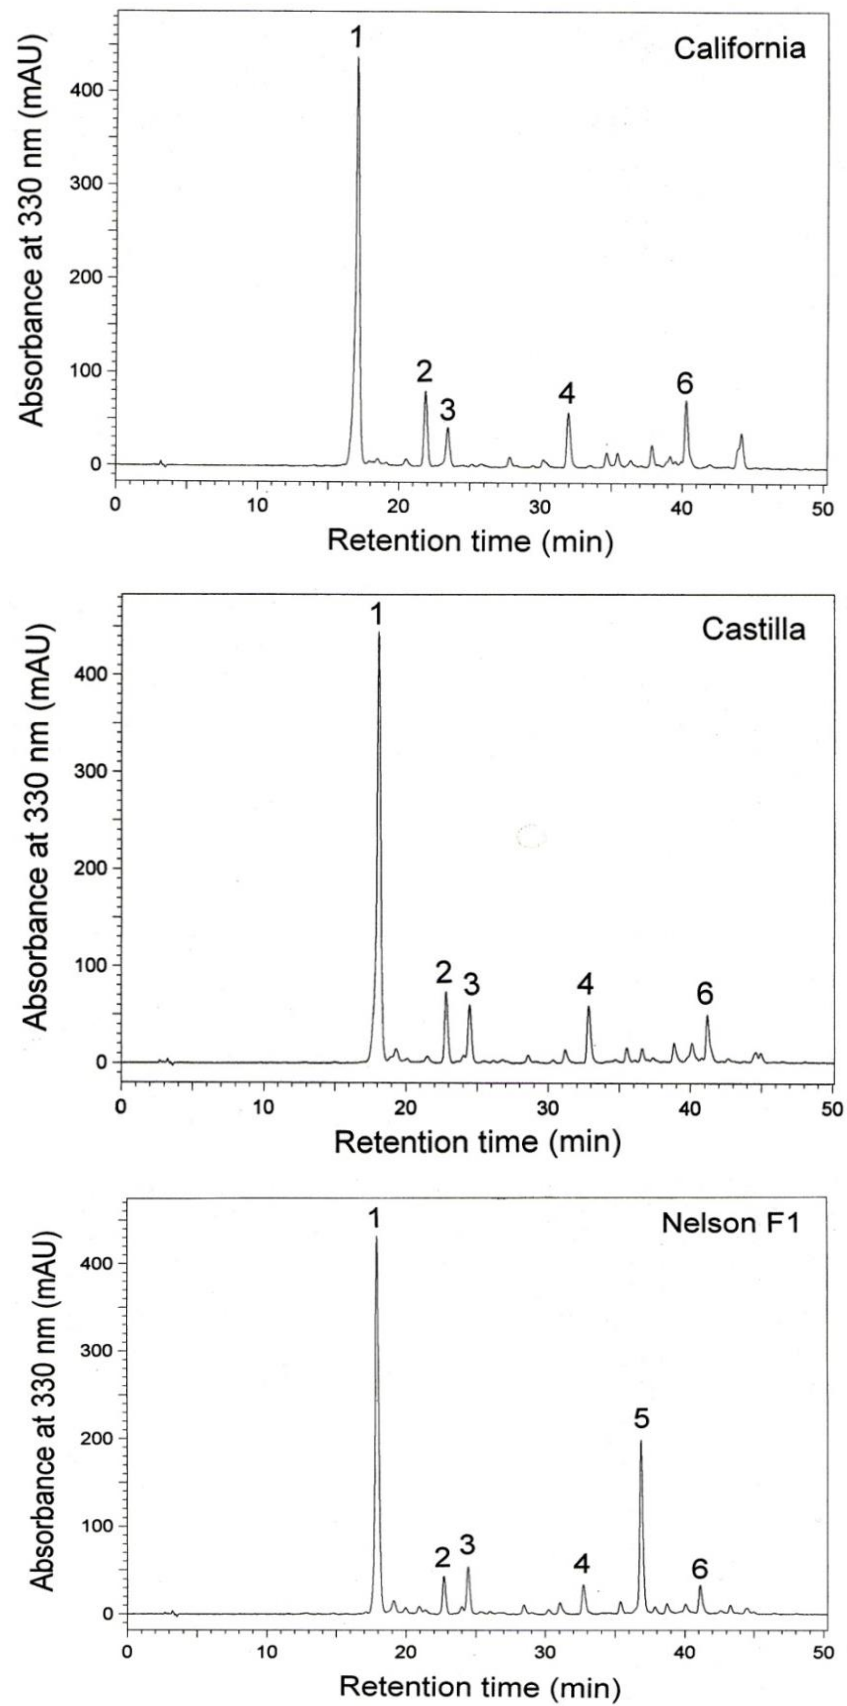 California
Absorbance at 330 nm (mAU)
400
300
200
100
0
1
2
3
4
6
0 10 20 30 40 50
Retention time (min)
Castilla
Absorbance at 330 nm (mAU)
400
300
200
100
0
1
2
3
4
6
0 10 20 30 40 50
Retention time (min)
Nelson F1
Absorbance at 330 nm (mAU)
400
300
200
100
0
1
2
3
4
5
6
0 10 20 30 40 50
Retention time (min)